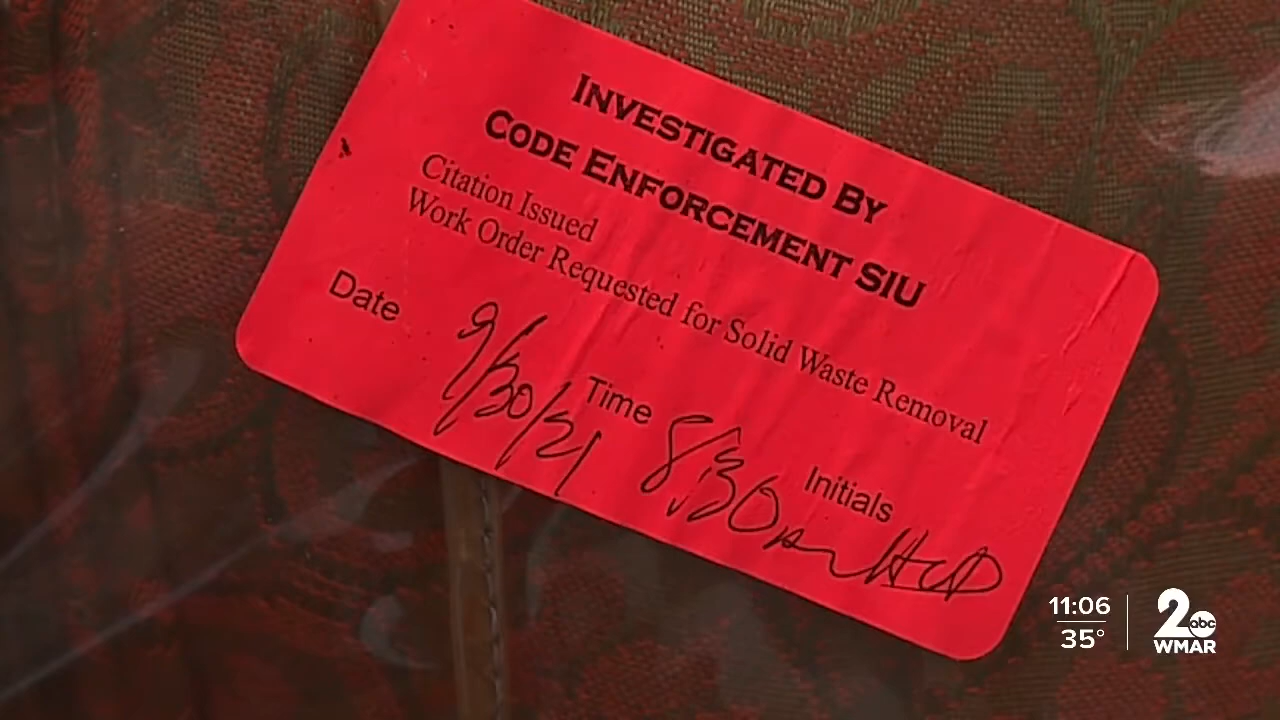 INVESTIGATED BY
CODE ENFORCEMENT SIU
Citation Issued
Work Order Requested for Solid Waste Removal
Date 9/30/21 Time 8:30am Initials
11:06
35°
2 abc
WMAR